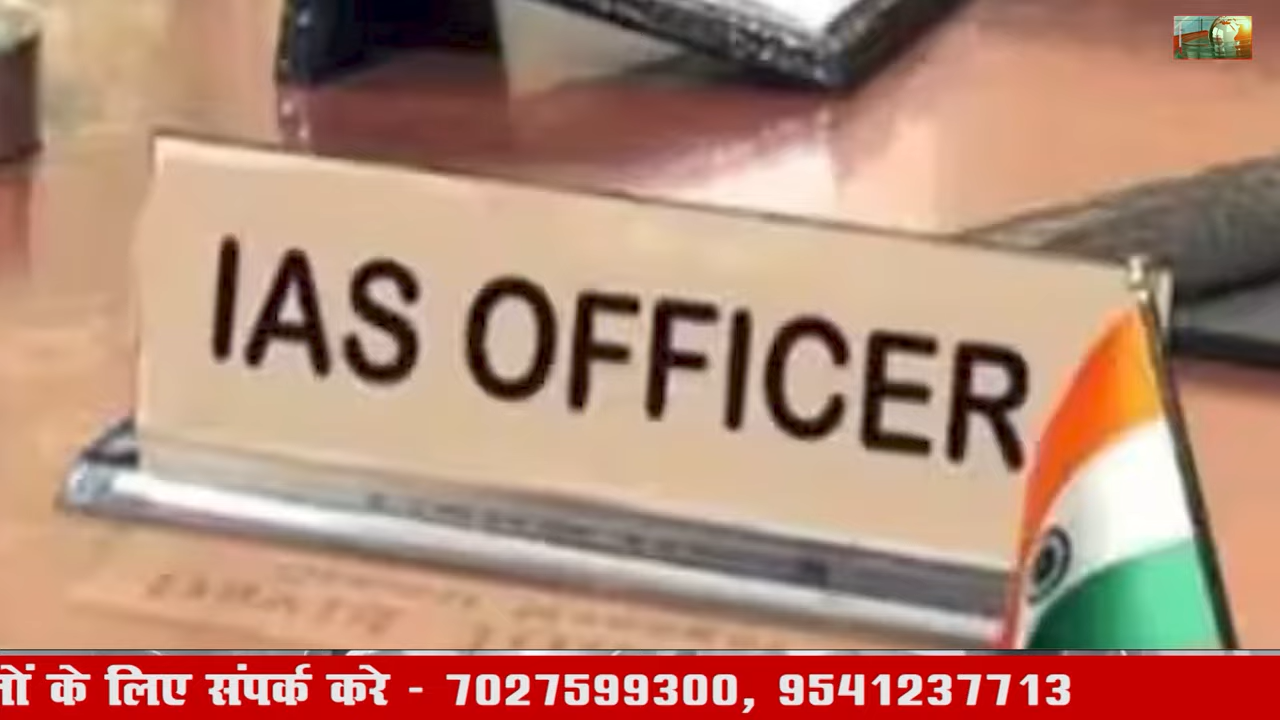 IAS OFFICER
के लिए संपर्क करे - 7027599300, 9541237713